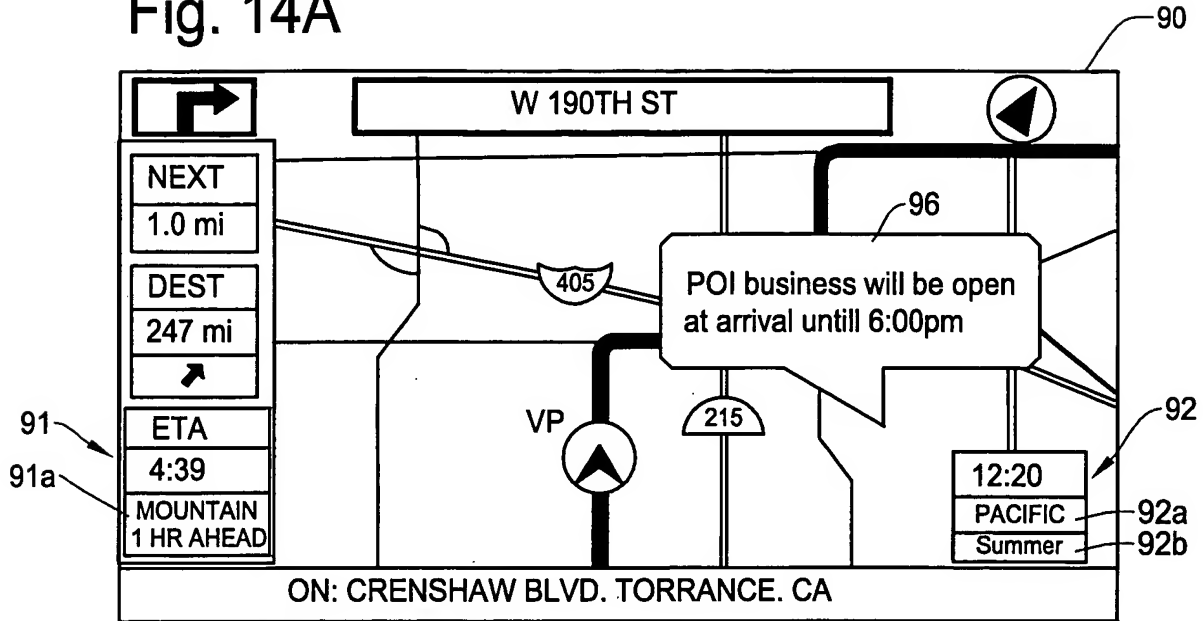 Fig. 14A
90
W 190TH ST
NEXT
1.0 mi
96
DEST
247 mi
405
POI business will be open
at arrival untill 6:00pm
91
ETA
4:39
91a
MOUNTAIN
1 HR AHEAD
VP
215
92
12:20
PACIFIC
92a
Summer
92b
ON: CRENSHAW BLVD. TORRANCE. CA